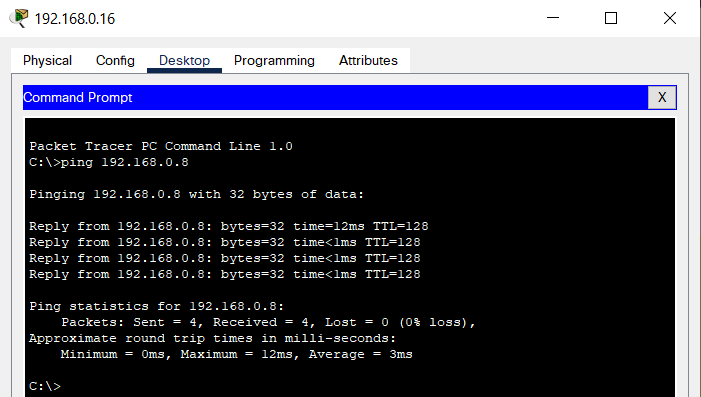 192.168.0.16
Physical Config Desktop Programming Attributes
Command Prompt X
Packet Tracer PC Command Line 1.0
C:\>ping 192.168.0.8
Pinging 192.168.0.8 with 32 bytes of data:
Reply from 192.168.0.8: bytes=32 time=12ms TTL=128
Reply from 192.168.0.8: bytes=32 time<1ms TTL=128
Reply from 192.168.0.8: bytes=32 time<1ms TTL=128
Reply from 192.168.0.8: bytes=32 time<1ms TTL=128
Ping statistics for 192.168.0.8:
Packets: Sent = 4, Received = 4, Lost = 0 (0% loss),
Approximate round trip times in milli-seconds:
Minimum = 0ms, Maximum = 12ms, Average = 3ms
C:\>